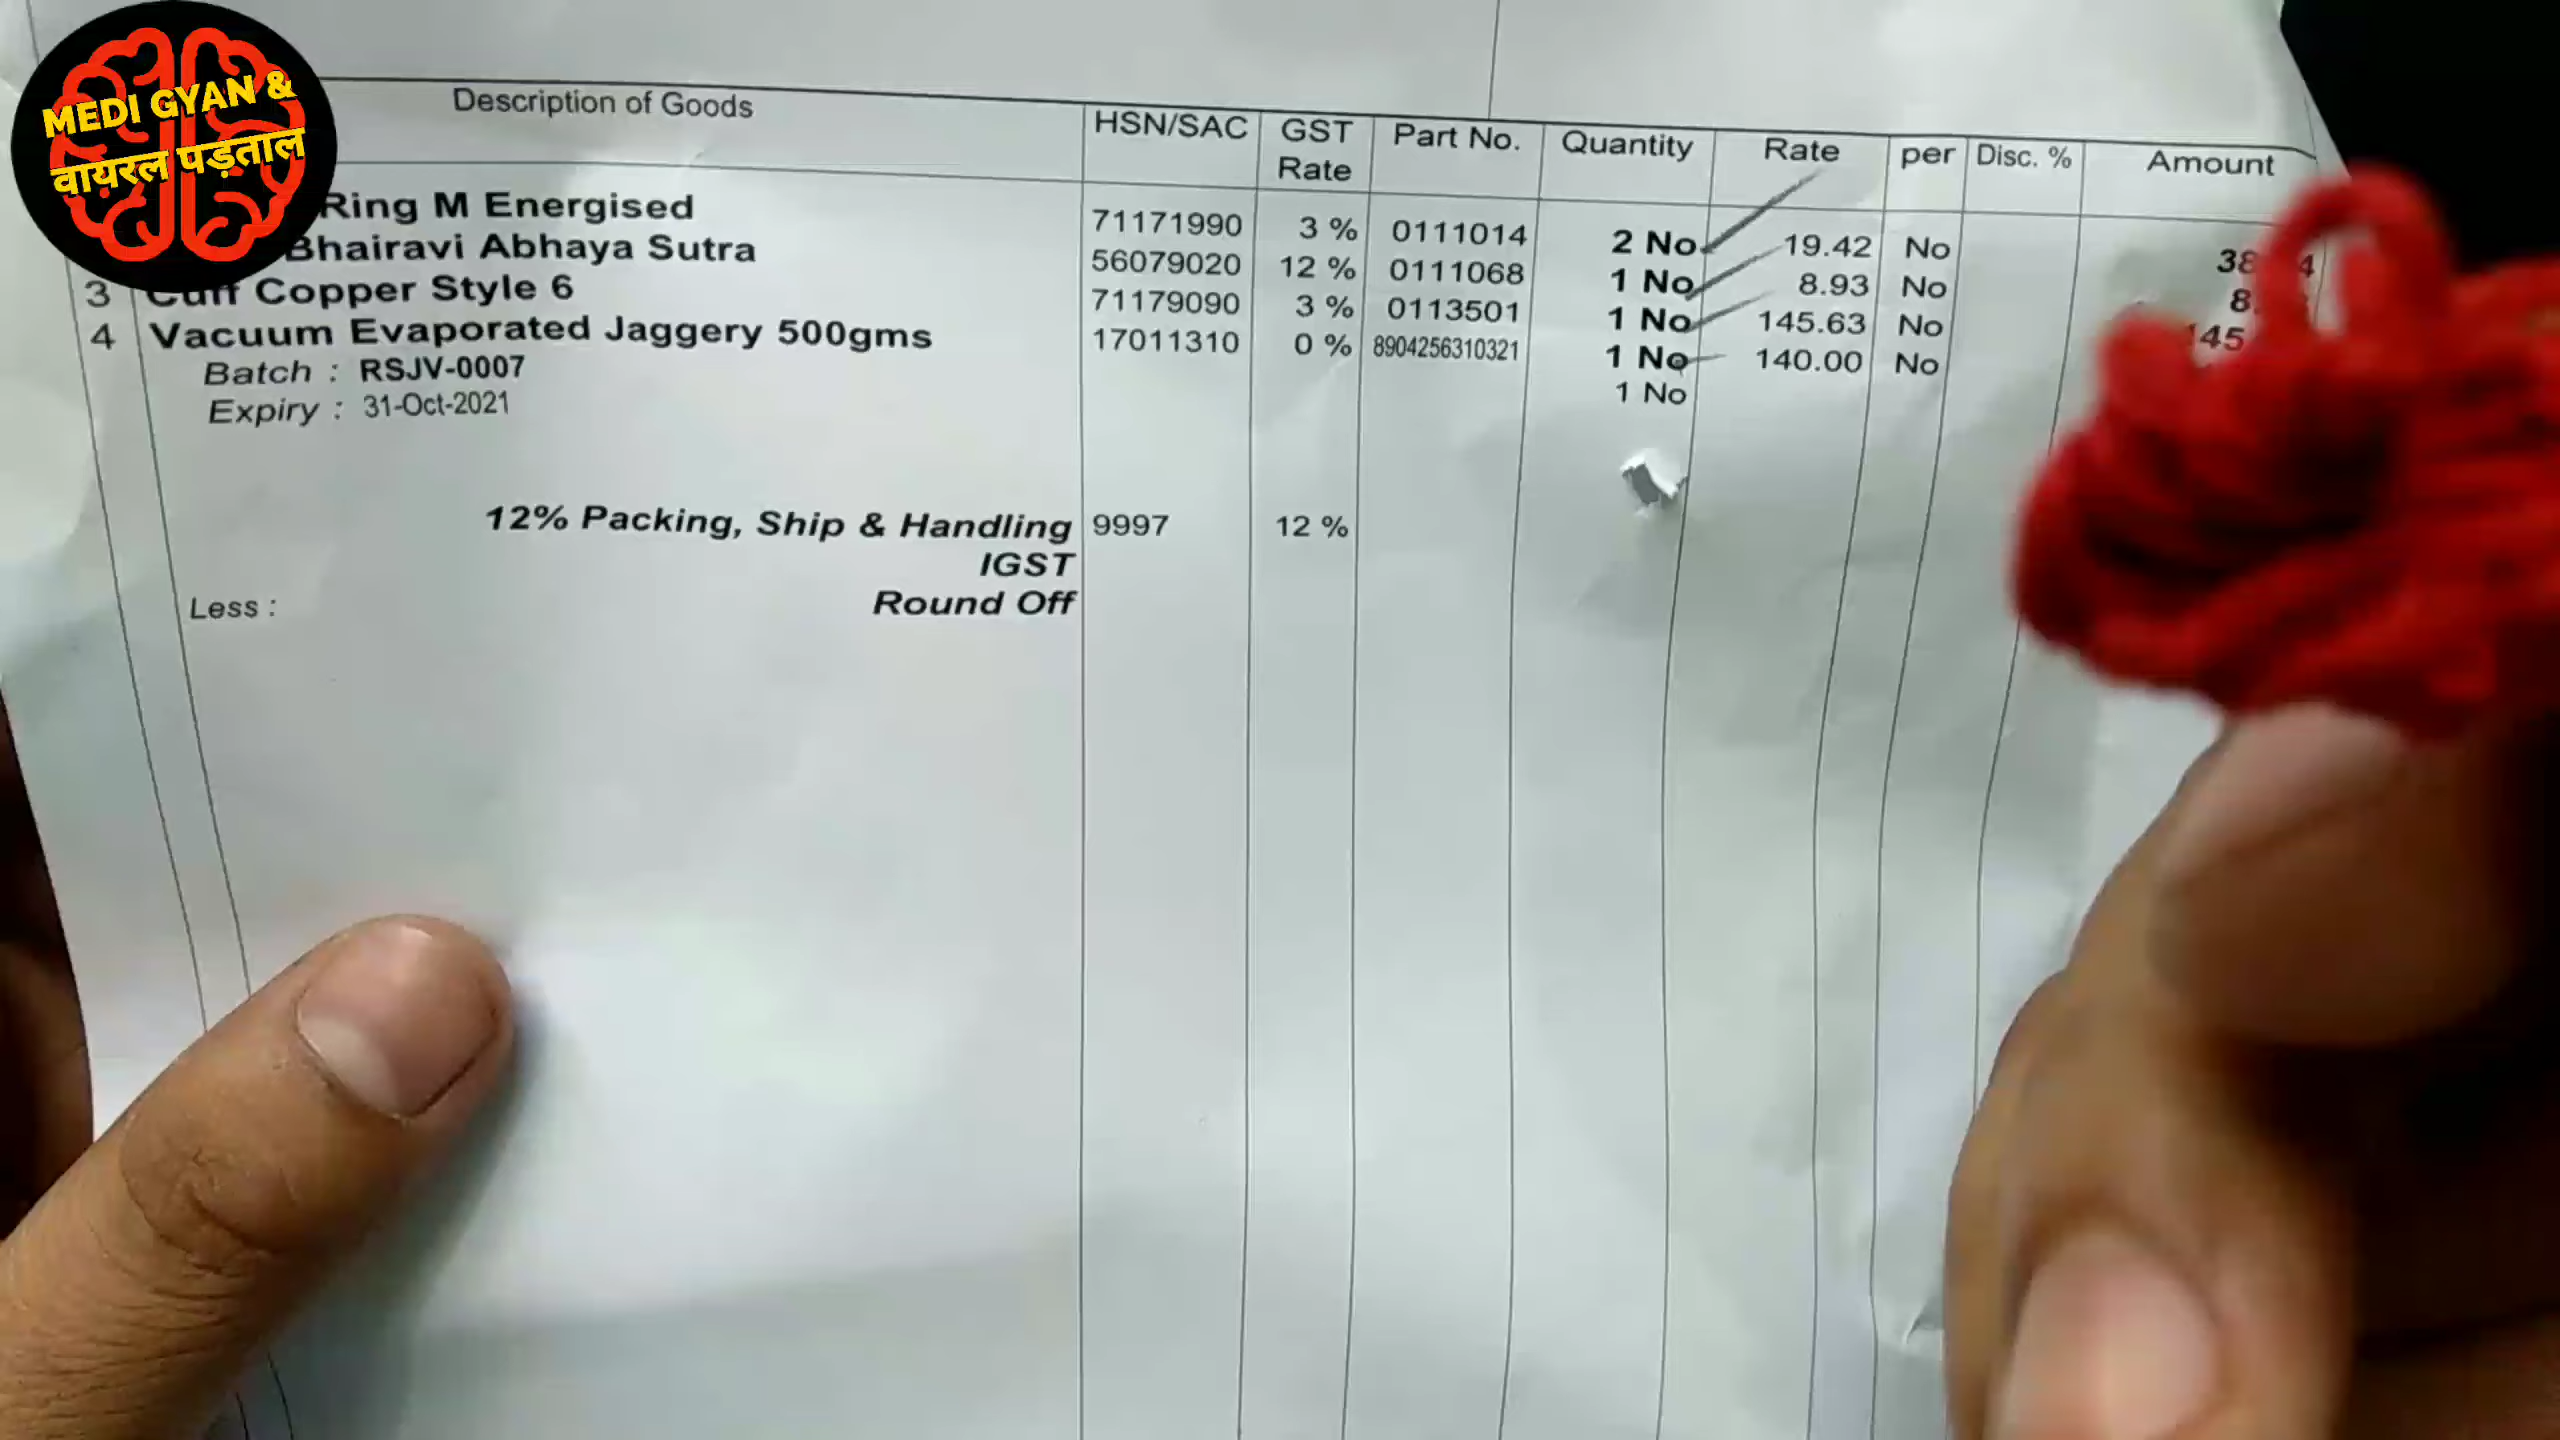 MEDI GYAN &
वायरल पड़ताल
Description of Goods HSN/SAC GST Rate Part No. Quantity Rate per Disc. % Amount
Ring M Energised 71171990 3 % 0111014 2 No 19.42 No
Bhairavi Abhaya Sutra 56079020 12 % 0111068 1 No 8.93 No
3 Cuff Copper Style 6 71179090 3 % 0113501 1 No 145.63 No
4 Vacuum Evaporated Jaggery 500gms 17011310 0 % 8904256310321 1 No 140.00 No
Batch : RSJV-0007 1 No
Expiry : 31-Oct-2021
12% Packing, Ship & Handling 9997 12 %
IGST
Less : Round Off